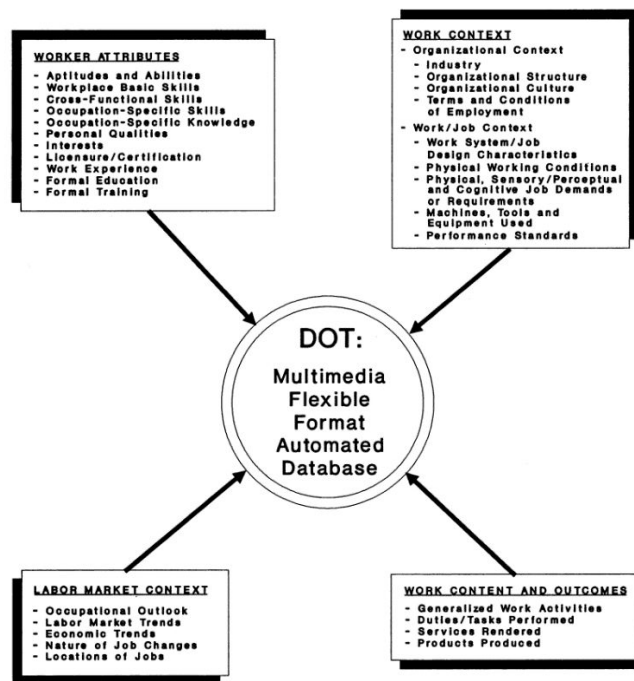 WORKER ATTRIBUTES
- Aptitudes and Abilities
- Workplace Basic Skills
- Cross-Functional Skills
- Occupation-Specific Skills
- Occupation-Specific Knowledge
- Personal Qualities
- Interests
- Licensure/Certification
- Work Experience
- Formal Education
- Formal Training
WORK CONTEXT
- Organizational Context
- Industry
- Organizational Structure
- Organizational Culture
- Terms and Conditions
of Employment
- Work/Job Context
- Work System/Job
Design Characteristics
- Physical Working Conditions
- Physical, Sensory/Perceptual
and Cognitive Job Demands
or Requirements
- Machines, Tools and
Equipment Used
- Performance Standards
DOT:
Multimedia
Flexible
Format
Automated
Database
LABOR MARKET CONTEXT
- Occupational Outlook
- Labor Market Trends
- Economic Trends
- Nature of Job Changes
- Locations of Jobs
WORK CONTENT AND OUTCOMES
- Generalized Work Activities
- Duties/Tasks Performed
- Services Rendered
- Products Produced